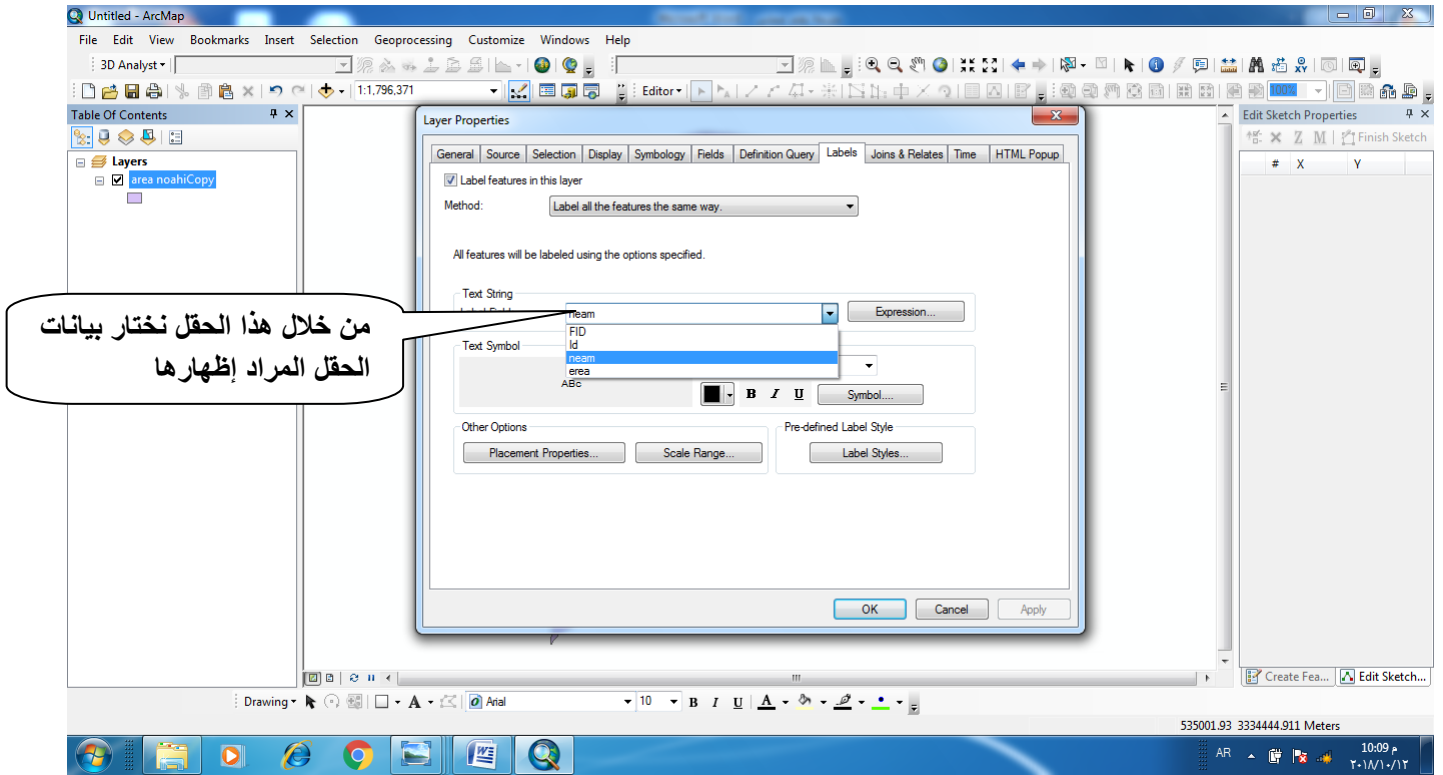 Untitled - ArcMap
File Edit View Bookmarks Insert Selection Geoprocessing Customize Windows Help
3D Analyst
1:1,796,371 Editor 100%
Table Of Contents
Layers
area noahiCopy
Layer Properties
General Source Selection Display Symbology Fields Definition Query Labels Joins & Relates Time HTML Popup
Label features in this layer
Method: Label all the features the same way.
All features will be labeled using the options specified.
Text String
neam Expression...
FID
Id
neam
erea
Text Symbol
ABC
B I U Symbol...
Other Options
Placement Properties... Scale Range...
Pre-defined Label Style
Label Styles...
OK Cancel Apply
من خلال هذا الحقل نختار بيانات
الحقل المراد إظهارها
Edit Sketch Properties
Z M Finish Sketch
# X Y
Create Fea... Edit Sketch...
Drawing A Arial 10 B I U A
535001.93 3334444.911 Meters
AR 10:09 م
٢٠١٨/١٠/١٢